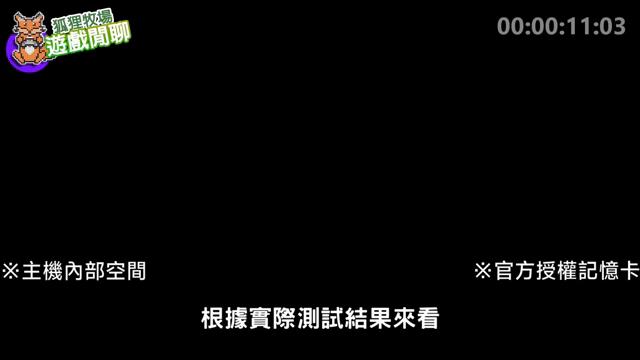 狐狸牧場
遊戲閒聊
00:00:11:03
※主機內部空間
※官方授權記憶卡
根據實際測試結果來看